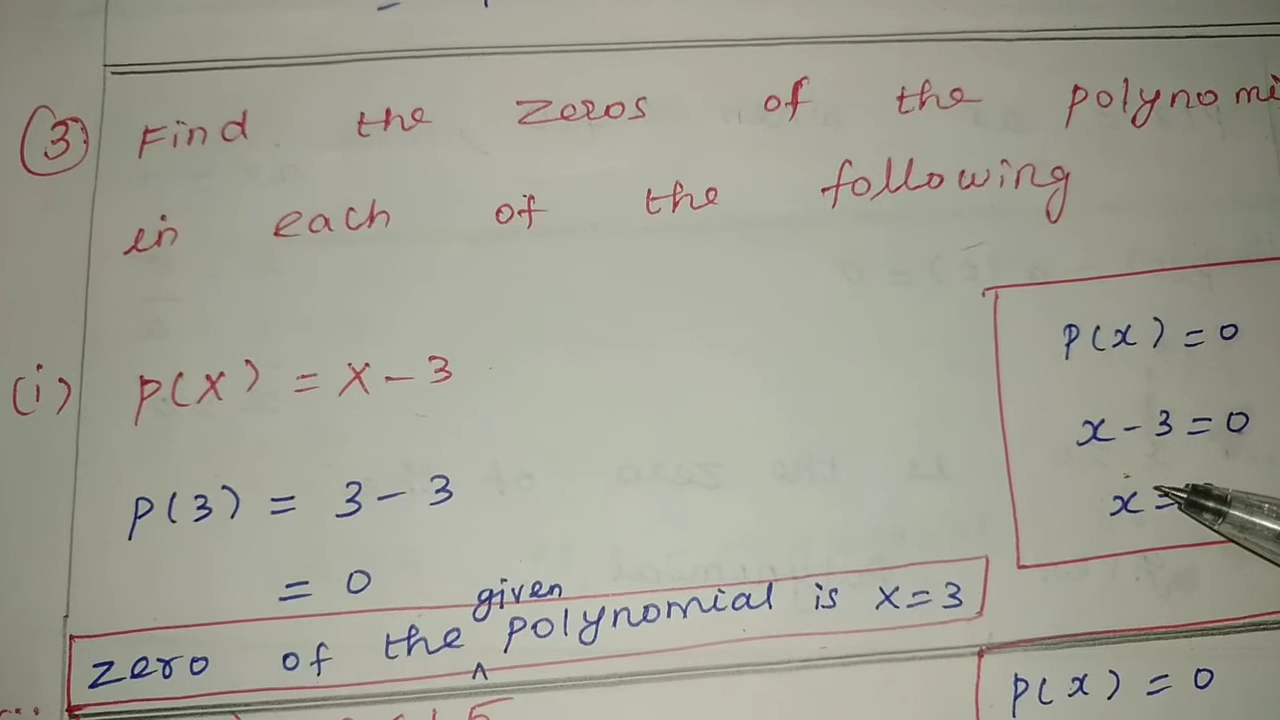 ③ Find the zeros of the polynomi
in each of the following
(i) P(x) = x - 3
P(x) = 0
x - 3 = 0
x =
P(3) = 3 - 3
= 0
given
zero of the ^ polynomial is x = 3
P(x) = 0